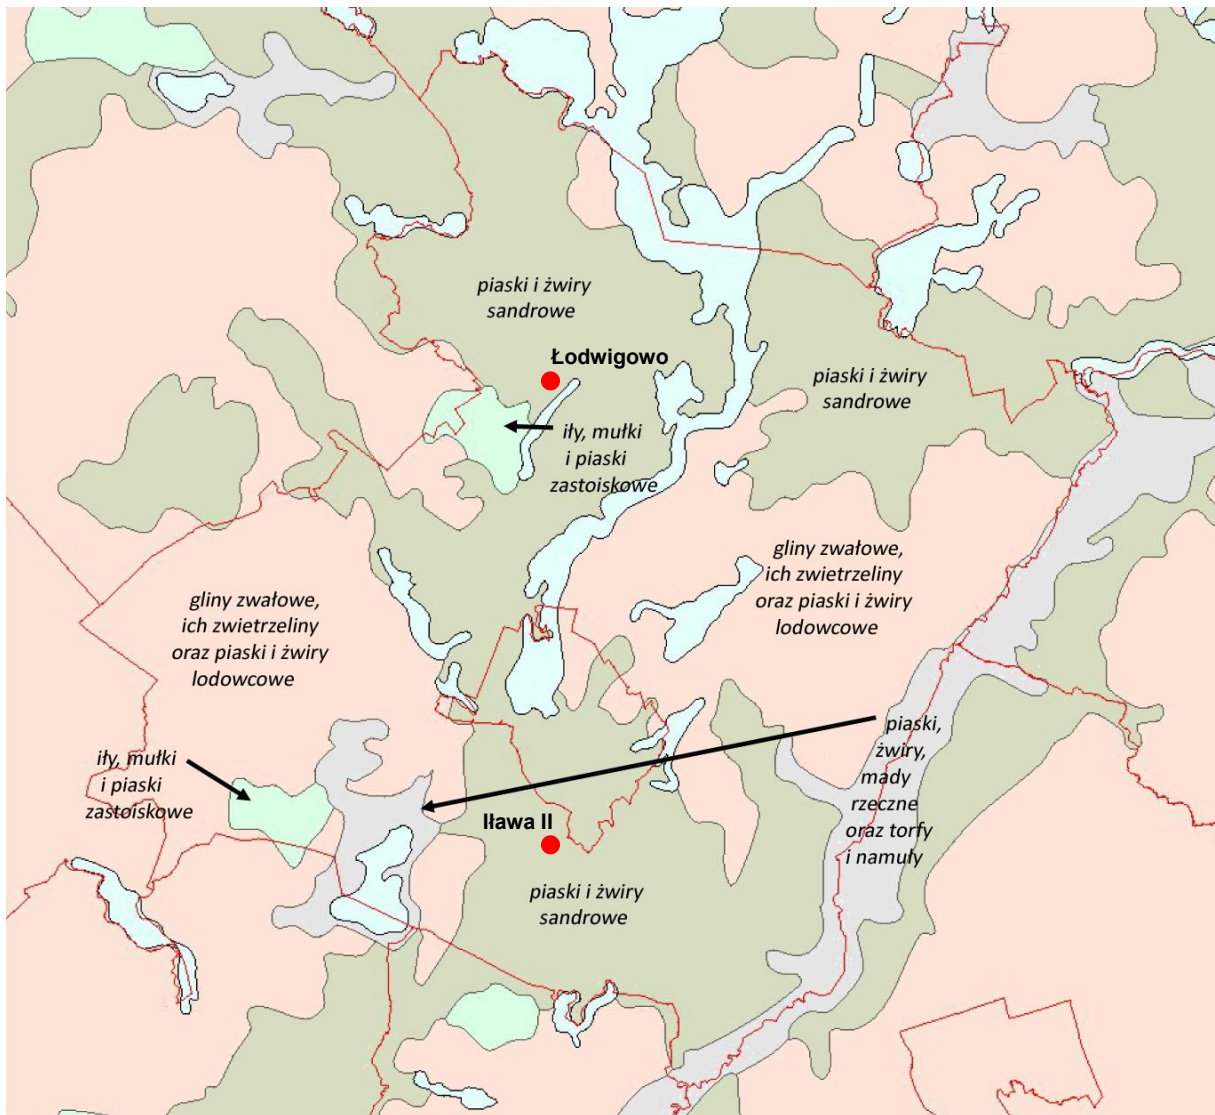 piaski i żwiry
sandrowe
Łodwigowo
piaski i żwiry
sandrowe
iły, mułki
i piaski
zastoiskowe
gliny zwałowe,
ich zwietrzeliny
oraz piaski i żwiry
lodowcowe
gliny zwałowe,
ich zwietrzeliny
oraz piaski i żwiry
lodowcowe
iły, mułki
i piaski
zastoiskowe
piaski,
żwiry,
mady
rzeczne
oraz torfy
i namuły
Iława II
piaski i żwiry
sandrowe